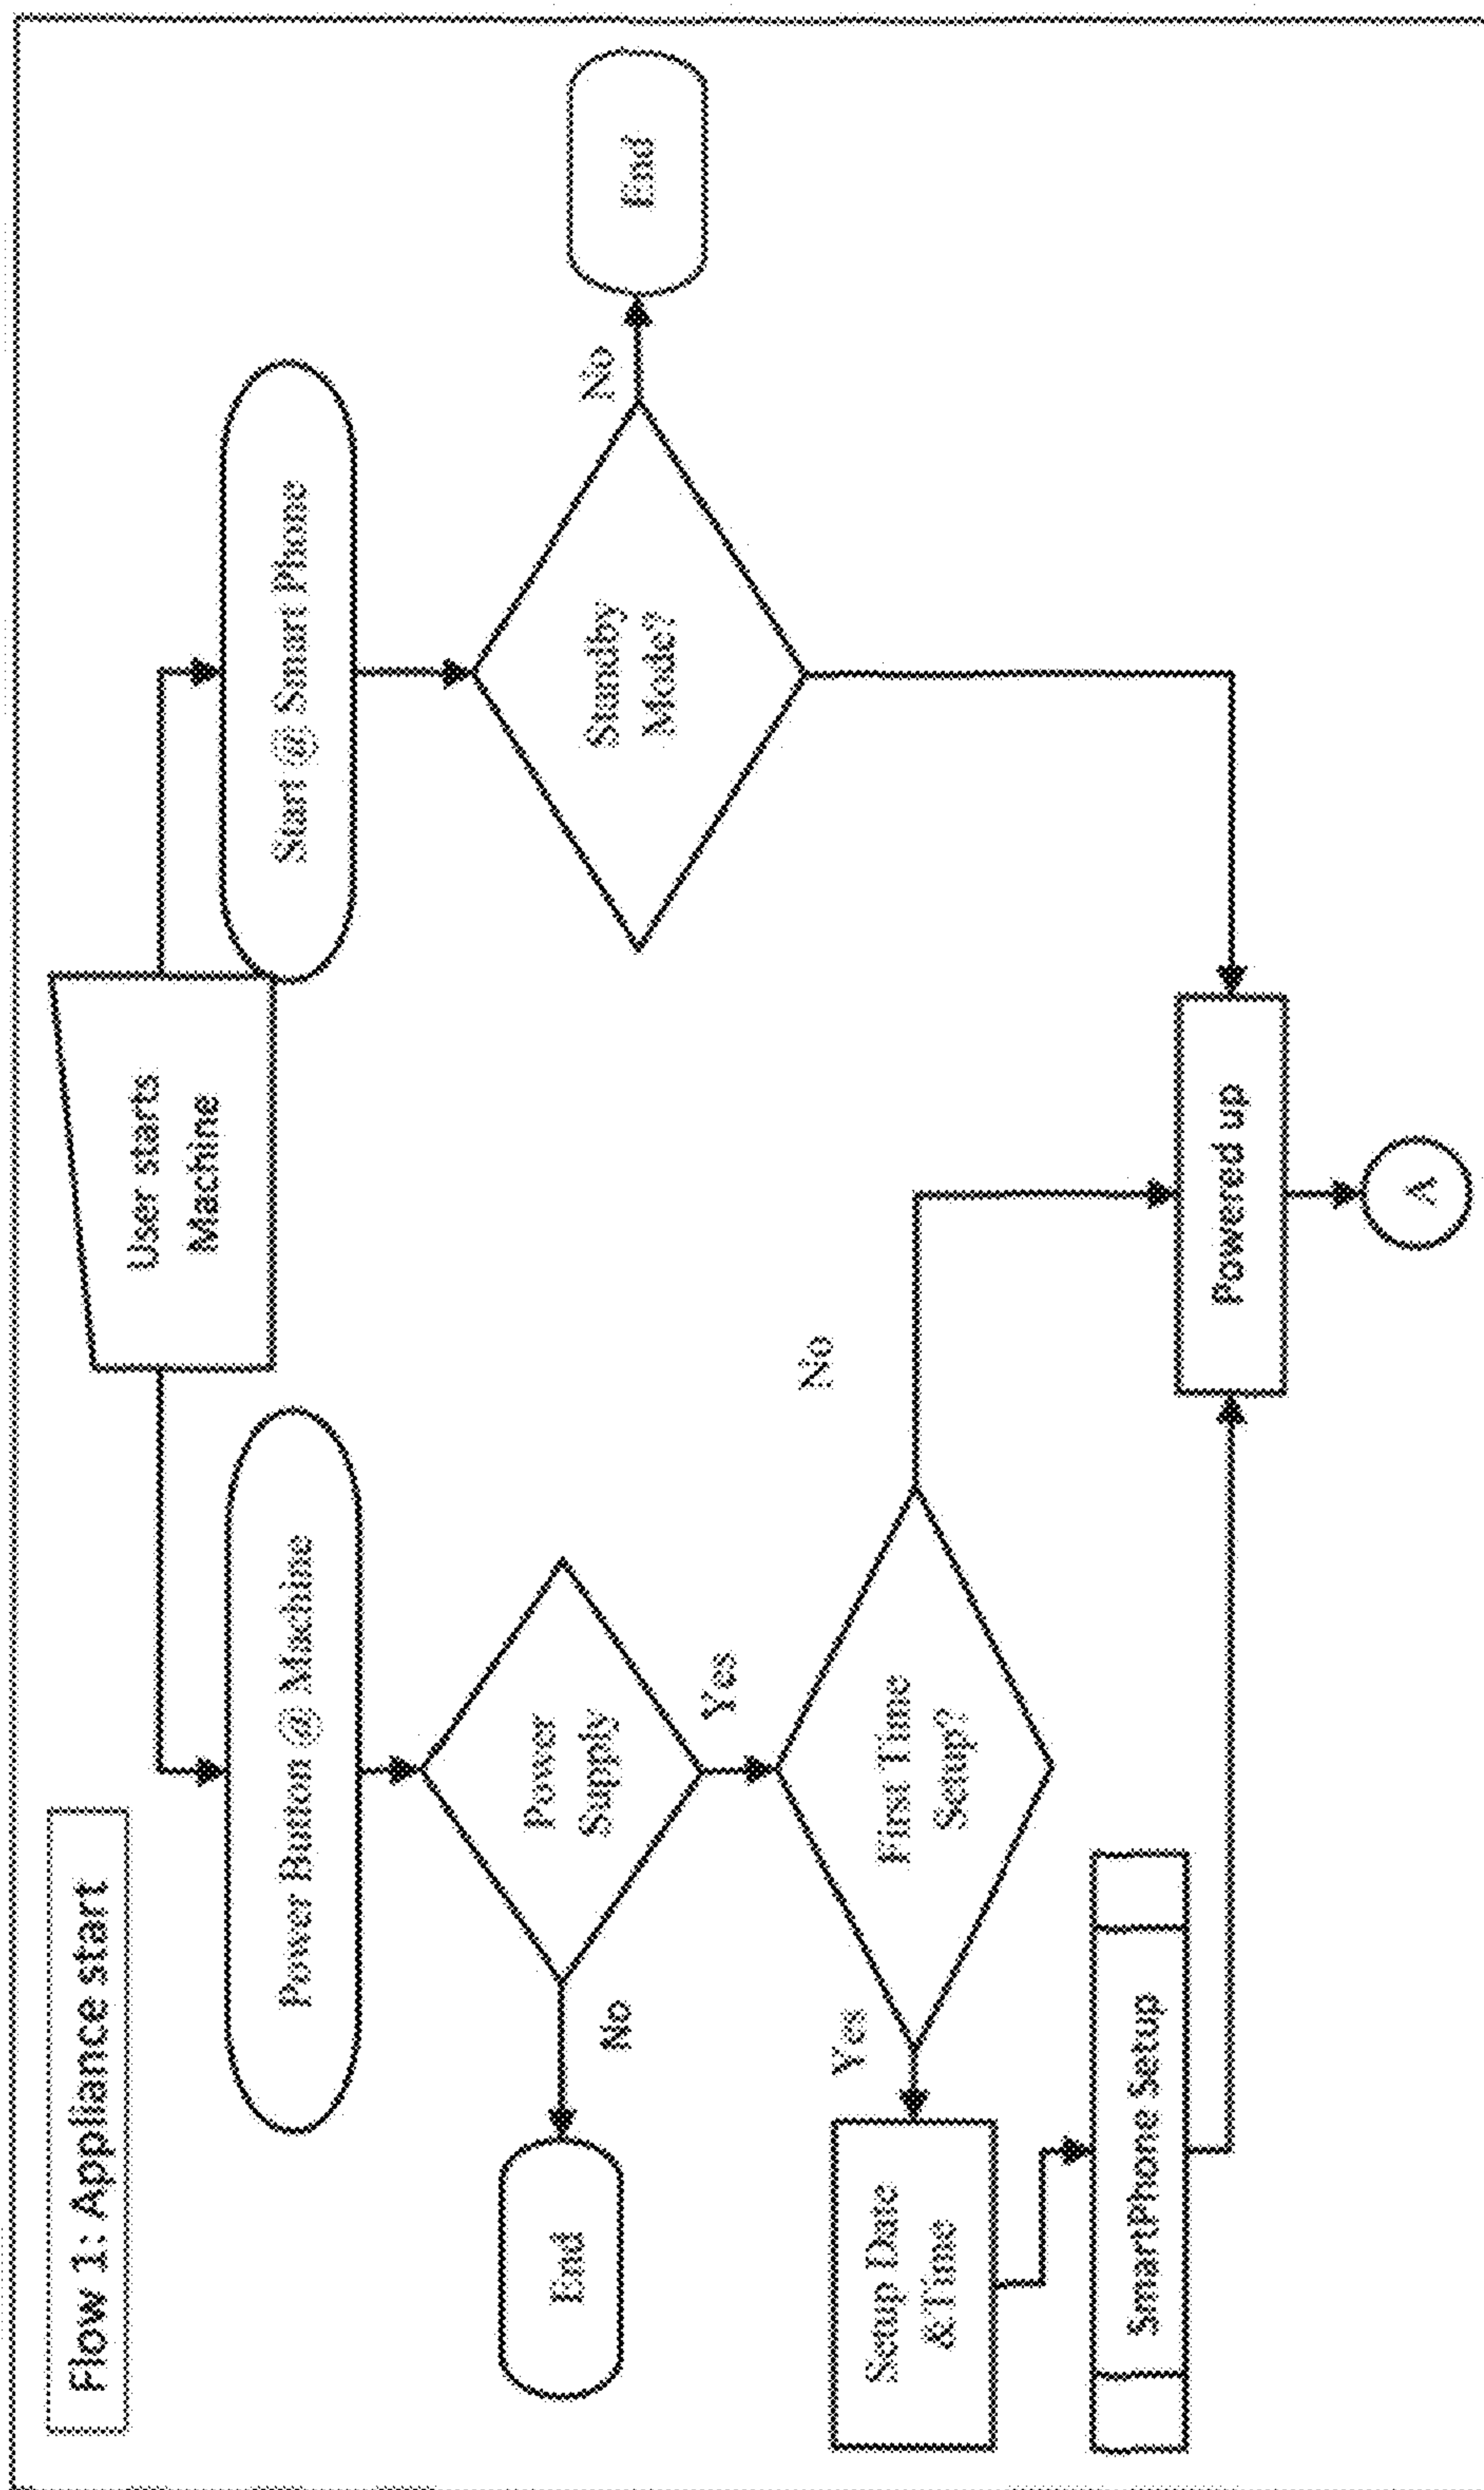 Flow 1: Appliance start
User starts
Machine
Power Button @ Machine
Start @ Smart Phone
Power
Supply
No
End
Yes
Standby
Mode?
No
End
First Time
Setup?
Yes
No
Setup Date
&Time
SmartPhone Setup
Powered up
A